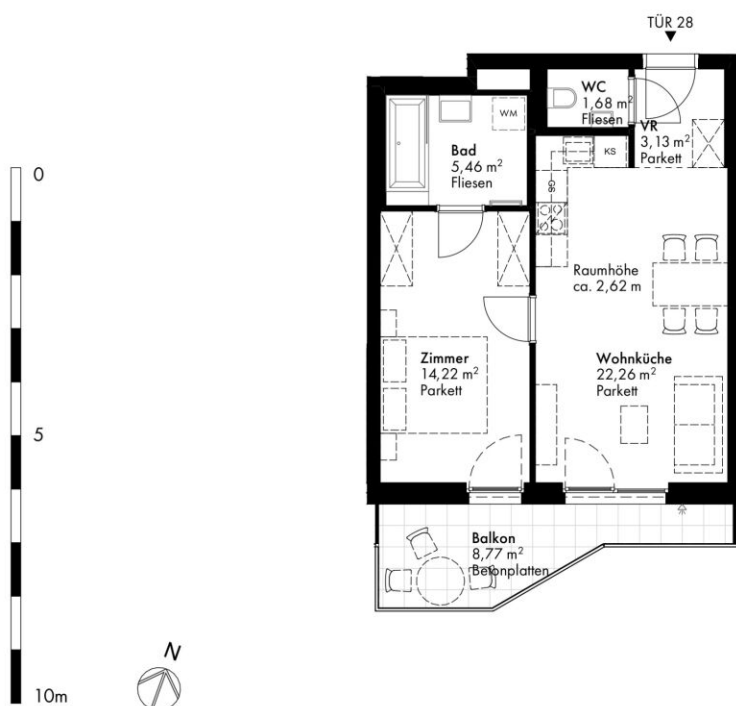 TÜR 28
WC
1,68 m²
Fliesen
VR
3,13 m²
Parkett
WM
Bad
5,46 m²
Fliesen
KS
GS
Raumhöhe
ca. 2,62 m
Zimmer
14,22 m²
Parkett
Wohnküche
22,26 m²
Parkett
Balkon
8,77 m²
Betonplatten
0
5
10m
N